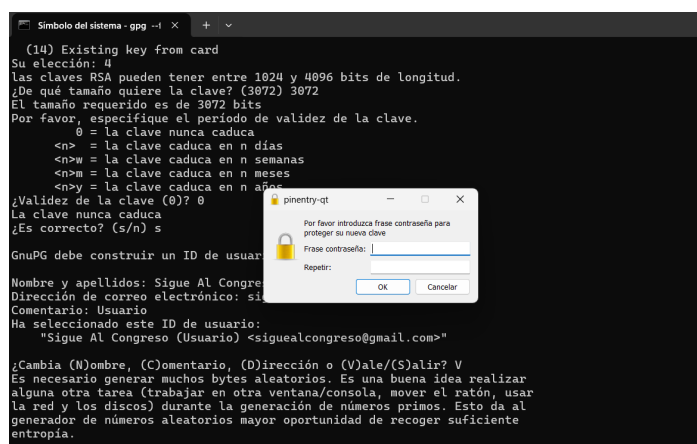 Símbolo del sistema - gpg --f
(14) Existing key from card
Su elección: 4
las claves RSA pueden tener entre 1024 y 4096 bits de longitud.
¿De qué tamaño quiere la clave? (3072) 3072
El tamaño requerido es de 3072 bits
Por favor, especifique el período de validez de la clave.
0 = la clave nunca caduca
<n> = la clave caduca en n días
<n>w = la clave caduca en n semanas
<n>m = la clave caduca en n meses
<n>y = la clave caduca en n años
¿Validez de la clave (0)? 0
La clave nunca caduca
¿Es correcto? (s/n) s
GnuPG debe construir un ID de usuar
Nombre y apellidos: Sigue Al Congre
Dirección de correo electrónico: si
Comentario: Usuario
Ha seleccionado este ID de usuario:
"Sigue Al Congreso (Usuario) <siguealcongreso@gmail.com>"
¿Cambia (N)ombre, (C)omentario, (D)irección o (V)ale/(S)alir? V
Es necesario generar muchos bytes aleatorios. Es una buena idea realizar
alguna otra tarea (trabajar en otra ventana/consola, mover el ratón, usar
la red y los discos) durante la generación de números primos. Esto da al
generador de números aleatorios mayor oportunidad de recoger suficiente
entropía.
pinentry-qt
Por favor introduzca frase contraseña para
proteger su nueva clave
Frase contraseña:
Repetir:
OK Cancelar